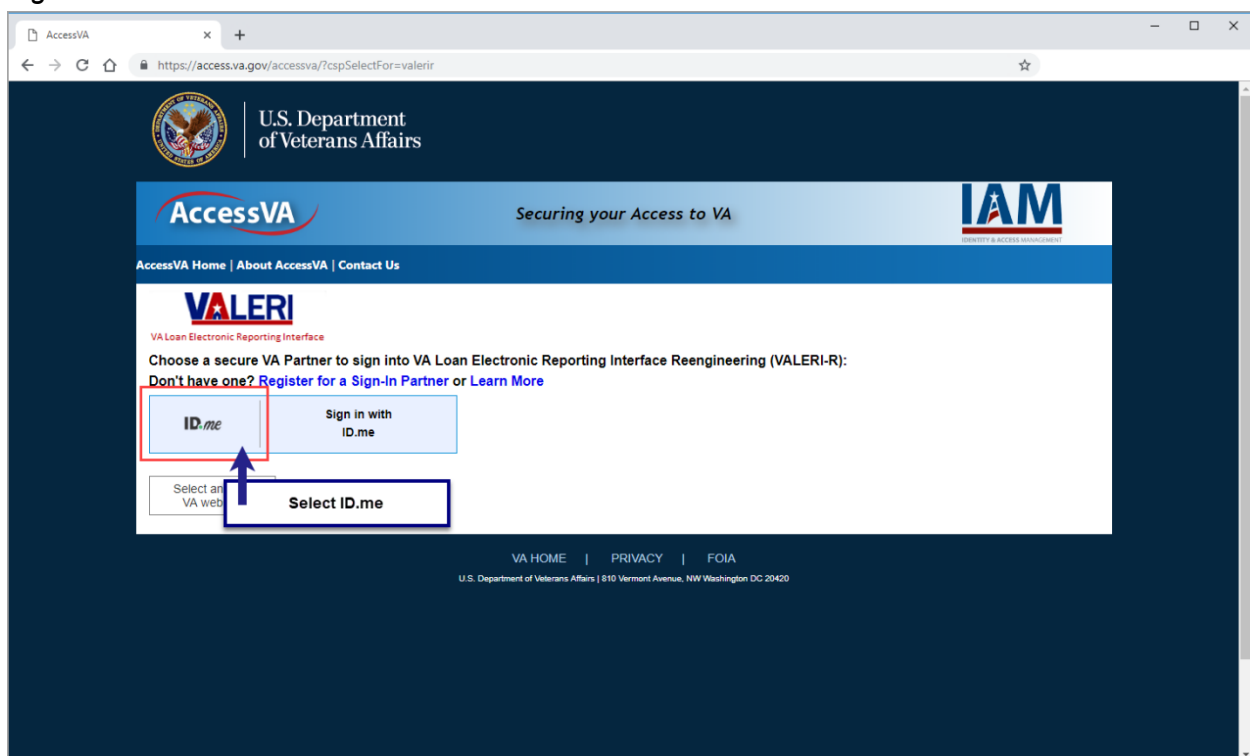 AccessVA
https://access.va.gov/accessva/?cspSelectFor=valerir
U.S. Department
of Veterans Affairs
AccessVA
Securing your Access to VA
IAM
IDENTITY & ACCESS MANAGEMENT
AccessVA Home | About AccessVA | Contact Us
VALERI
VA Loan Electronic Reporting Interface
Choose a secure VA Partner to sign into VA Loan Electronic Reporting Interface Reengineering (VALERI-R):
Don't have one? Register for a Sign-In Partner or Learn More
ID.me
Sign in with
ID.me
Select an
VA web
Select ID.me
VA HOME | PRIVACY | FOIA
U.S. Department of Veterans Affairs | 810 Vermont Avenue, NW Washington DC 20420